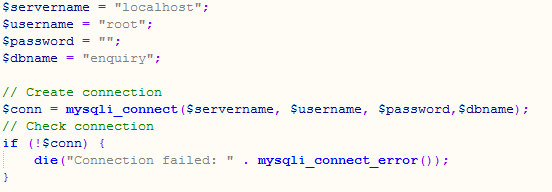 $servername = "localhost";
$username = "root";
$password = "";
$dbname = "enquiry";

// Create connection
$conn = mysqli_connect($servername, $username, $password,$dbname);
// Check connection
if (!$conn) {
    die("Connection failed: " . mysqli_connect_error());
}